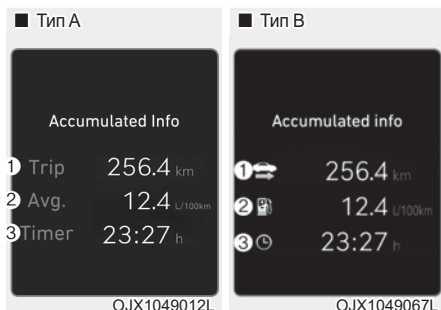 ■ Тип A
Accumulated Info
1 Trip 256.4 km
2 Avg. 12.4 L/100km
3 Timer 23:27 h
OJX1049012L
■ Тип B
Accumulated info
1 256.4 km
2 12.4 L/100km
3 23:27 h
OJX1049067L